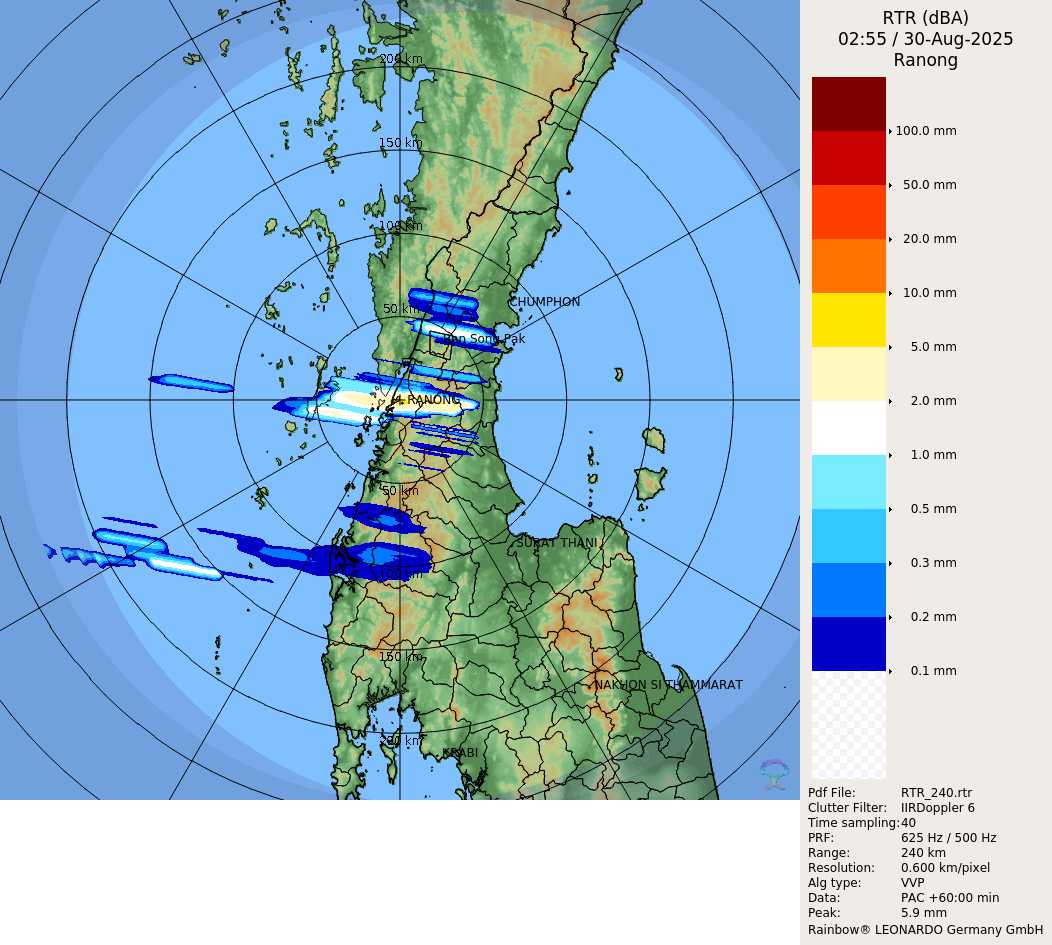 RTR (dBA)
02:55 / 30-Aug-2025
Ranong
200 km
150 km
100 km
50 km
CHUMPHON
Ban Song Pak
RANONG
50 km
SURAT THANI
100 km
150 km
NAKHON SI THAMMARAT
200 km
KRABI
100.0 mm
50.0 mm
20.0 mm
10.0 mm
5.0 mm
2.0 mm
1.0 mm
0.5 mm
0.3 mm
0.2 mm
0.1 mm
Pdf File: RTR_240.rtr
Clutter Filter: IIRDoppler 6
Time sampling:40
PRF: 625 Hz / 500 Hz
Range: 240 km
Resolution: 0.600 km/pixel
Alg type: VVP
Data: PAC +60:00 min
Peak: 5.9 mm
Rainbow® LEONARDO Germany GmbH